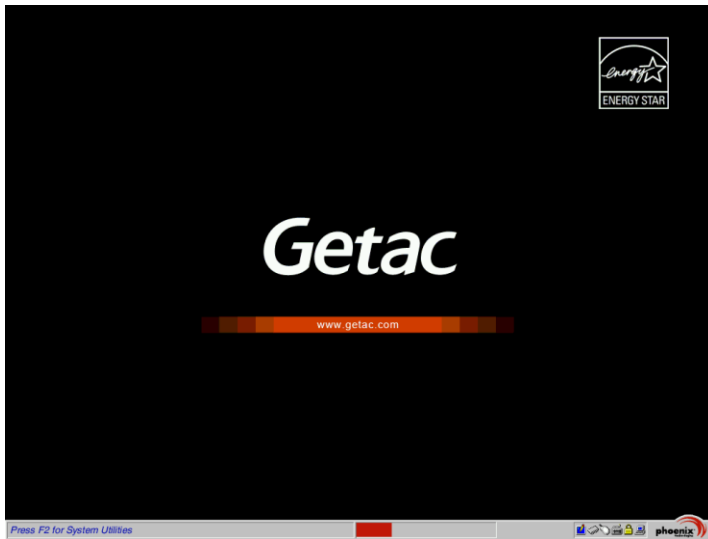 energy
ENERGY STAR
Getac
www.getac.com
Press F2 for System Utilities
phoenix